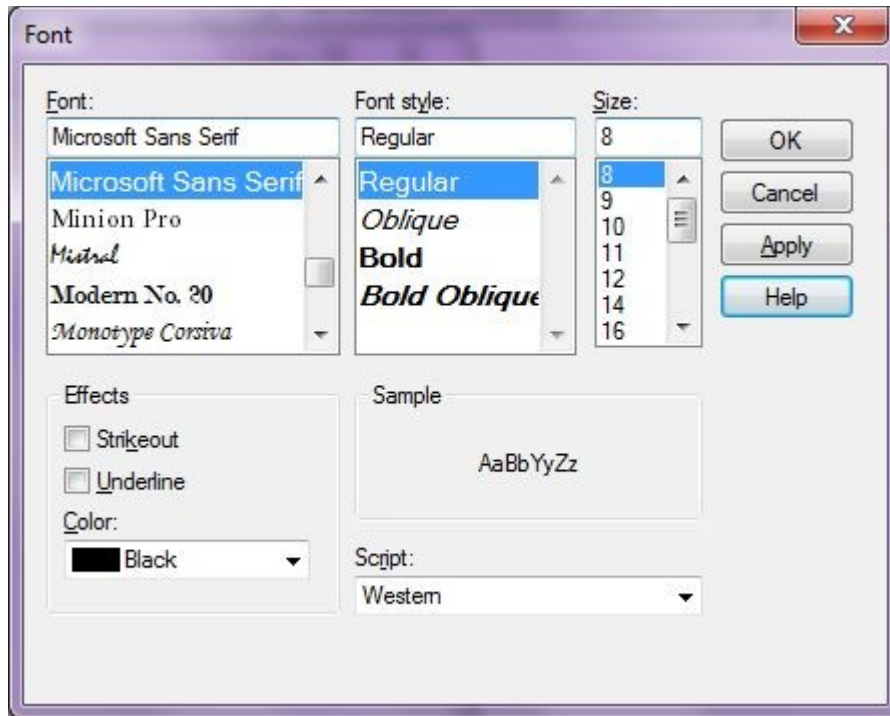 Font
Font:
Microsoft Sans Serif
Microsoft Sans Serif
Minion Pro
Mistral
Modern No. 20
Monotype Corsiva
Font style:
Regular
Regular
Oblique
Bold
Bold Oblique
Size:
8
8
9
10
11
12
14
16
OK
Cancel
Apply
Help
Effects
Strikeout
Underline
Color:
Black
Sample
AaBbYyZz
Script:
Western